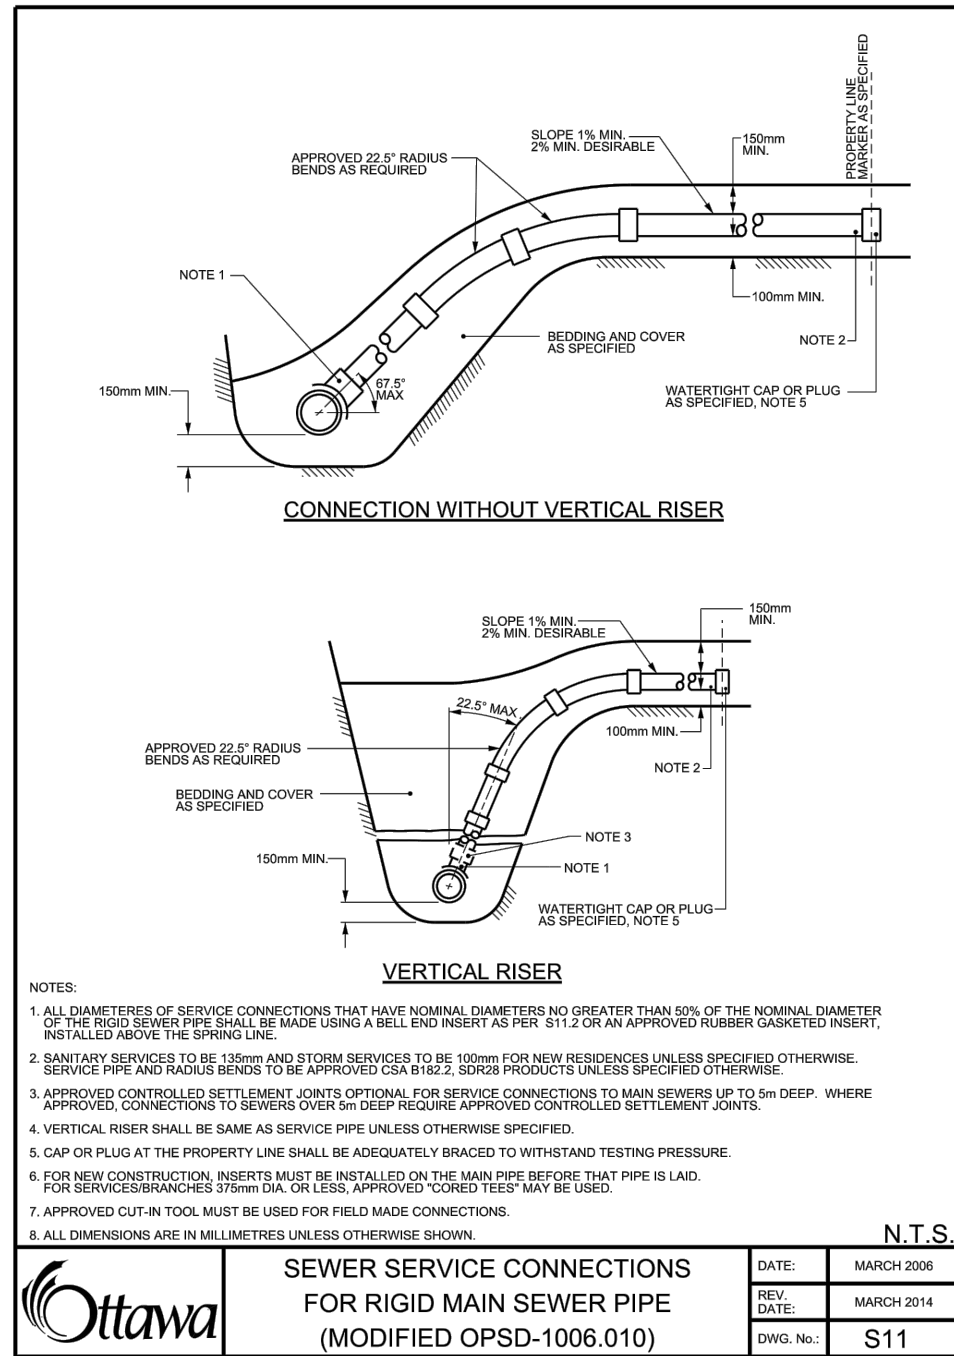 PROPERTY LINE
MARKER AS SPECIFIED
SLOPE 1% MIN.
2% MIN. DESIRABLE
150mm
MIN.
APPROVED 22.5° RADIUS
BENDS AS REQUIRED
NOTE 1
100mm MIN.
BEDDING AND COVER
AS SPECIFIED
NOTE 2
67.5°
MAX
150mm MIN.
WATERTIGHT CAP OR PLUG
AS SPECIFIED, NOTE 5
CONNECTION WITHOUT VERTICAL RISER
150mm
MIN.
SLOPE 1% MIN.
2% MIN. DESIRABLE
22.5° MAX.
100mm MIN.
APPROVED 22.5° RADIUS
BENDS AS REQUIRED
NOTE 2
BEDDING AND COVER
AS SPECIFIED
NOTE 3
150mm MIN.
NOTE 1
WATERTIGHT CAP OR PLUG
AS SPECIFIED, NOTE 5
VERTICAL RISER
NOTES:
1. ALL DIAMETERES OF SERVICE CONNECTIONS THAT HAVE NOMINAL DIAMETERS NO GREATER THAN 50% OF THE NOMINAL DIAMETER
OF THE RIGID SEWER PIPE SHALL BE MADE USING A BELL END INSERT AS PER S11.2 OR AN APPROVED RUBBER GASKETED INSERT,
INSTALLED ABOVE THE SPRING LINE.
2. SANITARY SERVICES TO BE 135mm AND STORM SERVICES TO BE 100mm FOR NEW RESIDENCES UNLESS SPECIFIED OTHERWISE.
SERVICE PIPE AND RADIUS BENDS TO BE APPROVED CSA B182.2, SDR28 PRODUCTS UNLESS SPECIFIED OTHERWISE.
3. APPROVED CONTROLLED SETTLEMENT JOINTS OPTIONAL FOR SERVICE CONNECTIONS TO MAIN SEWERS UP TO 5m DEEP. WHERE
APPROVED, CONNECTIONS TO SEWERS OVER 5m DEEP REQUIRE APPROVED CONTROLLED SETTLEMENT JOINTS.
4. VERTICAL RISER SHALL BE SAME AS SERVICE PIPE UNLESS OTHERWISE SPECIFIED.
5. CAP OR PLUG AT THE PROPERTY LINE SHALL BE ADEQUATELY BRACED TO WITHSTAND TESTING PRESSURE.
6. FOR NEW CONSTRUCTION, INSERTS MUST BE INSTALLED ON THE MAIN PIPE BEFORE THAT PIPE IS LAID.
FOR SERVICES/BRANCHES 375mm DIA. OR LESS, APPROVED "CORED TEES" MAY BE USED.
7. APPROVED CUT-IN TOOL MUST BE USED FOR FIELD MADE CONNECTIONS.
8. ALL DIMENSIONS ARE IN MILLIMETRES UNLESS OTHERWISE SHOWN.
N.T.S.
Ottawa
SEWER SERVICE CONNECTIONS
FOR RIGID MAIN SEWER PIPE
(MODIFIED OPSD-1006.010)
DATE: MARCH 2006
REV.
DATE: MARCH 2014
DWG. No.: S11